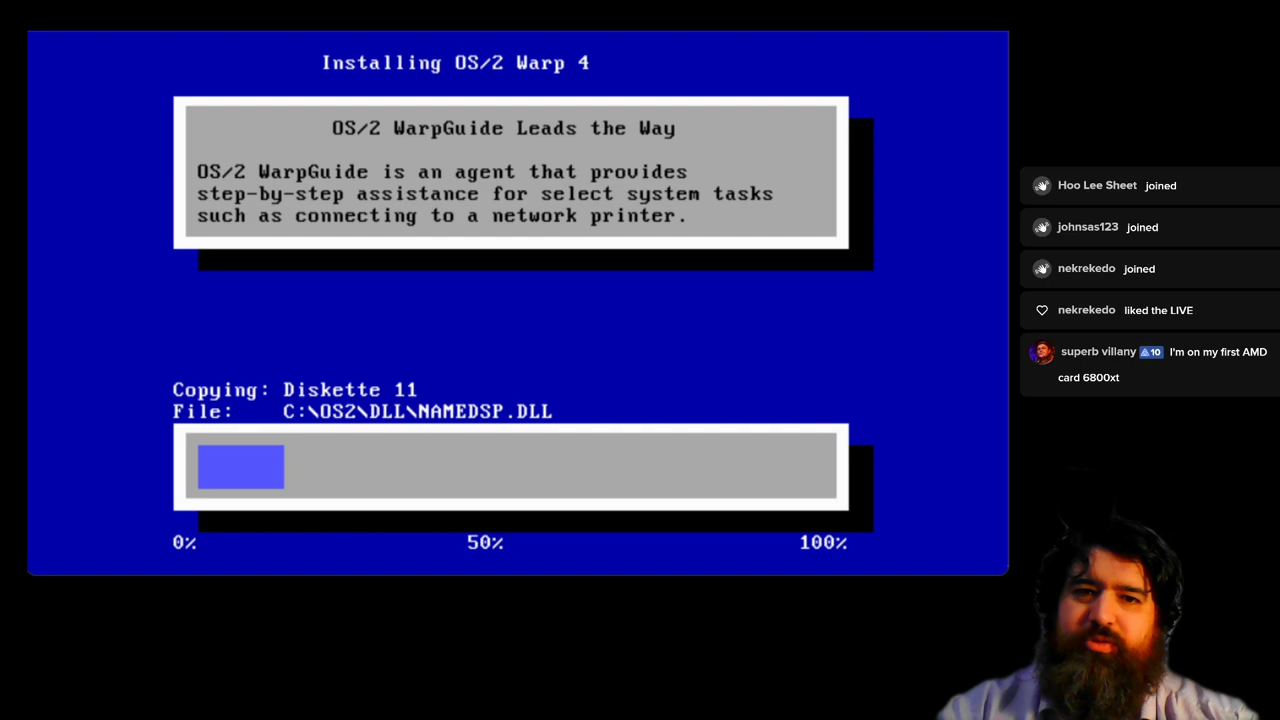 Installing OS/2 Warp 4
OS/2 WarpGuide Leads the Way
OS/2 WarpGuide is an agent that provides
step-by-step assistance for select system tasks
such as connecting to a network printer.
Copying: Diskette 11
File: C:\OS2\DLL\NAMEDSP.DLL
0% 50% 100%
Hoo Lee Sheet joined
johnsas123 joined
nekrekedo joined
nekrekedo liked the LIVE
superb villany 10 I'm on my first AMD
card 6800xt